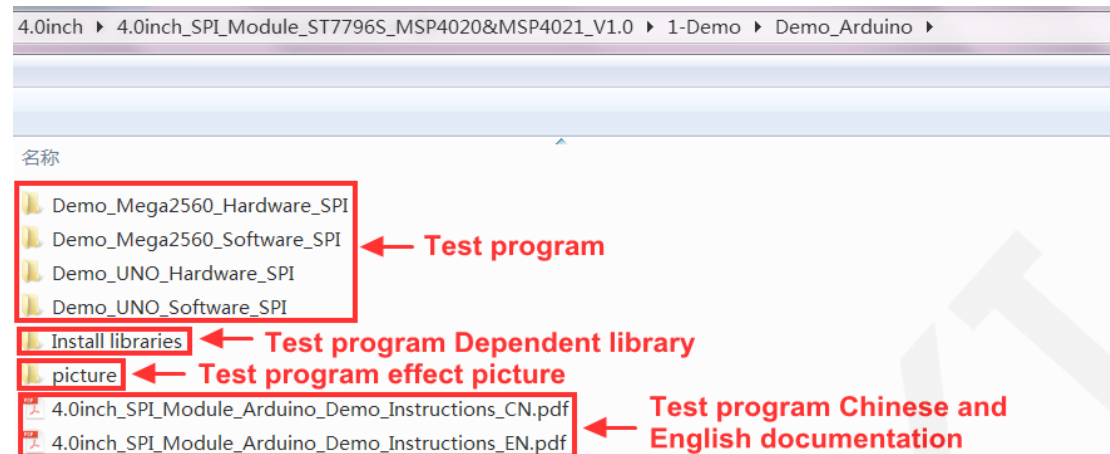 4.0inch ▸ 4.0inch_SPI_Module_ST7796S_MSP4020&MSP4021_V1.0 ▸ 1-Demo ▸ Demo_Arduino ▸
名称
Demo_Mega2560_Hardware_SPI
Demo_Mega2560_Software_SPI
Test program
Demo_UNO_Hardware_SPI
Demo_UNO_Software_SPI
Install libraries
Test program Dependent library
picture
Test program effect picture
4.0inch_SPI_Module_Arduino_Demo_Instructions_CN.pdf
4.0inch_SPI_Module_Arduino_Demo_Instructions_EN.pdf
Test program Chinese and
English documentation